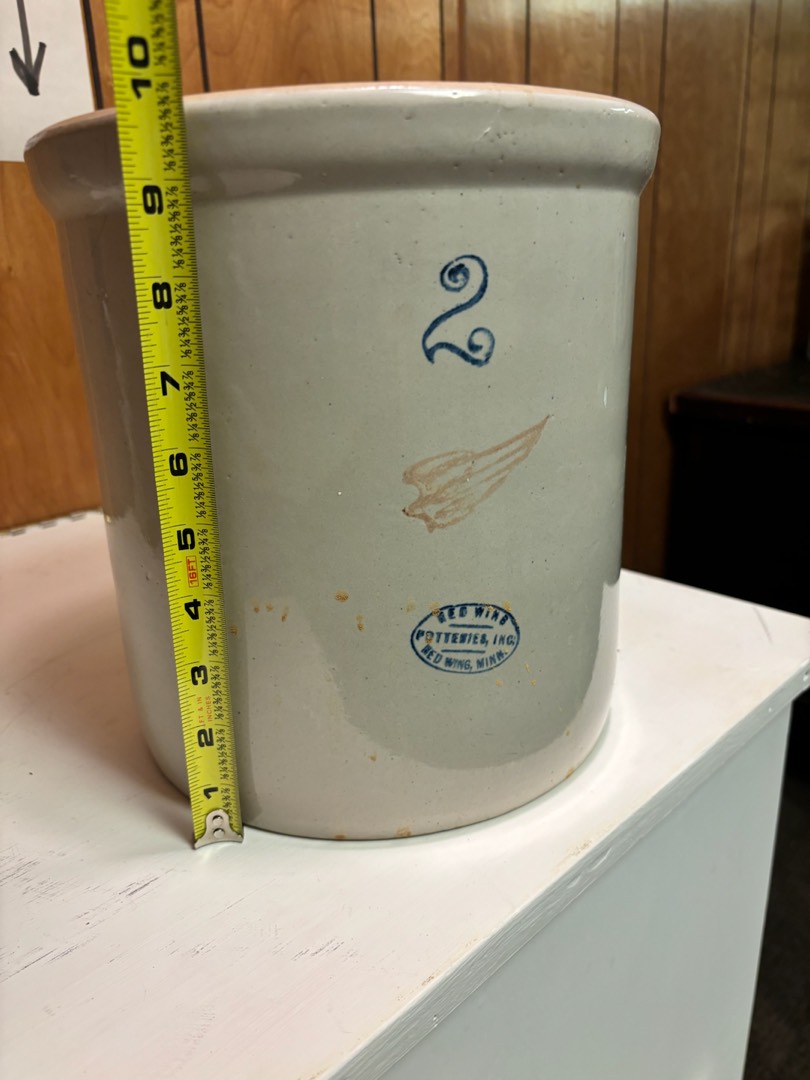 10
9
8
7
6
5
16FT
4
3
2
1
2
RED WING
POTTERIES, INC.
RED WING, MINN.